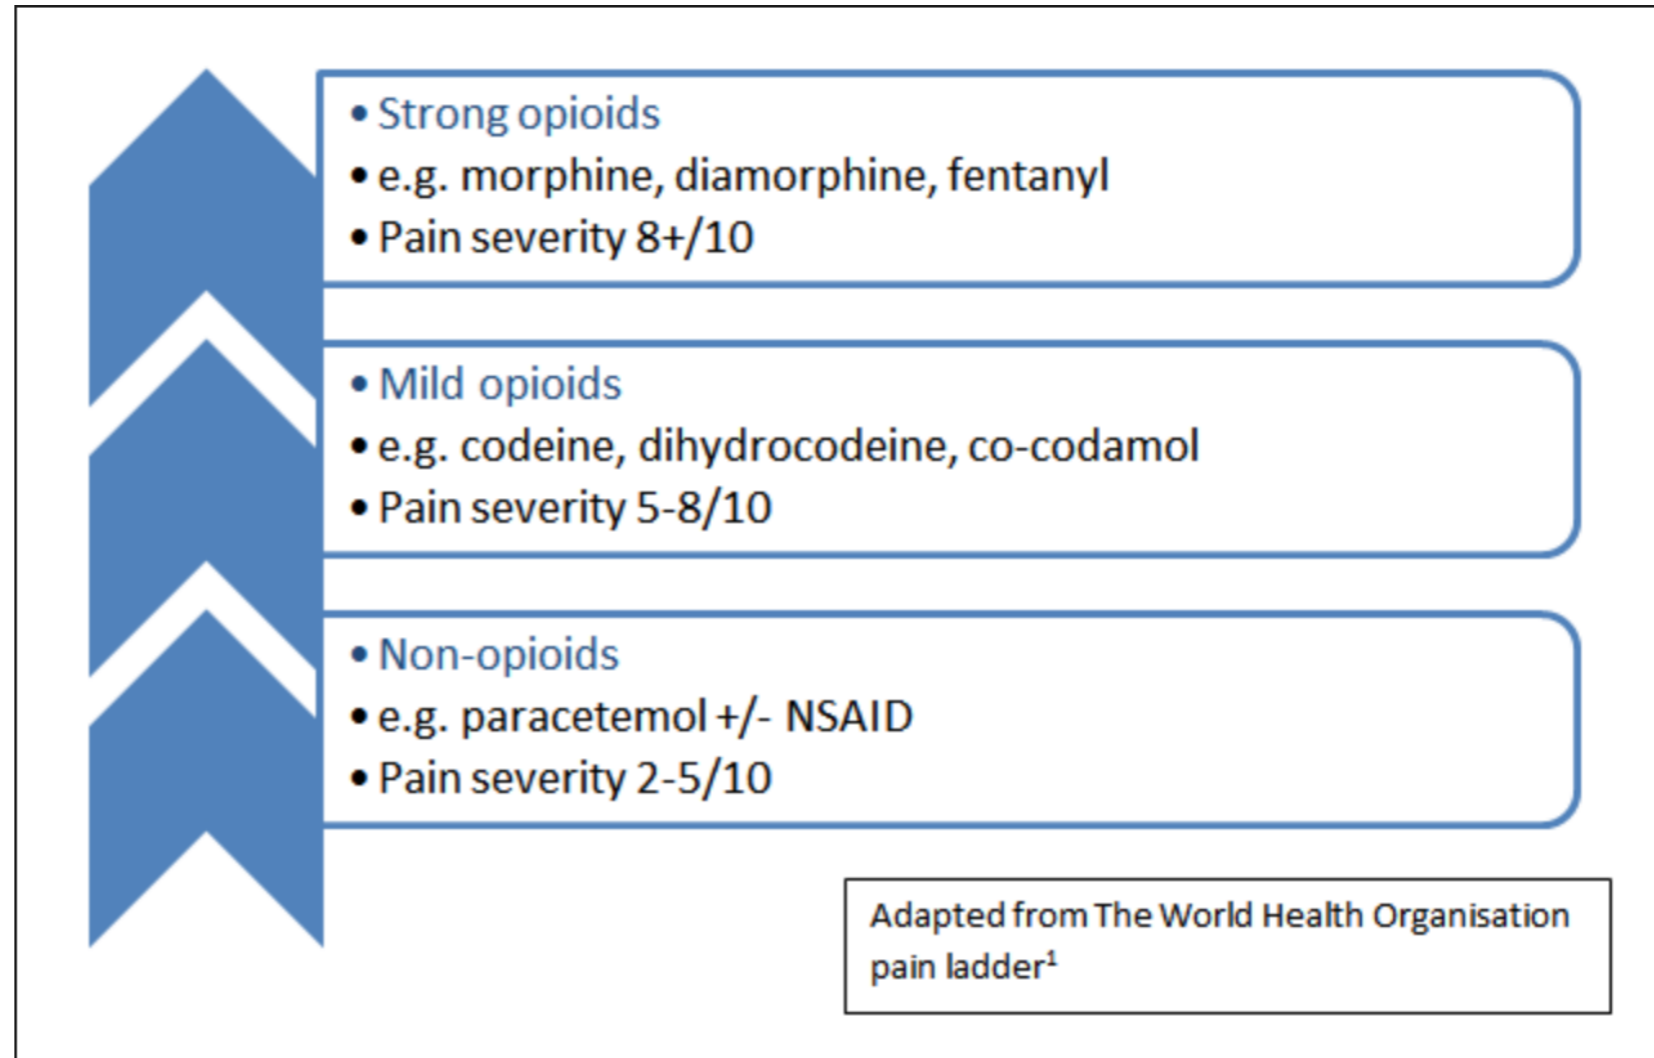 • Strong opioids
• e.g. morphine, diamorphine, fentanyl
• Pain severity 8+/10
• Mild opioids
• e.g. codeine, dihydrocodeine, co-codamol
• Pain severity 5-8/10
• Non-opioids
• e.g. paracetemol +/- NSAID
• Pain severity 2-5/10
Adapted from The World Health Organisation
pain ladder¹